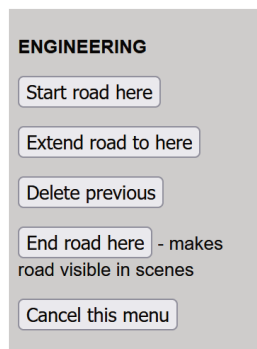 ENGINEERING
Start road here
Extend road to here
Delete previous
End road here - makes
road visible in scenes
Cancel this menu